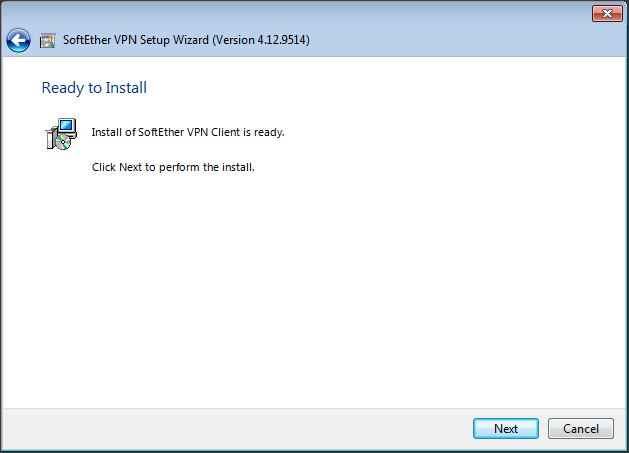 SoftEther VPN Setup Wizard (Version 4.12.9514)
Ready to Install
Install of SoftEther VPN Client is ready.
Click Next to perform the install.
Next
Cancel